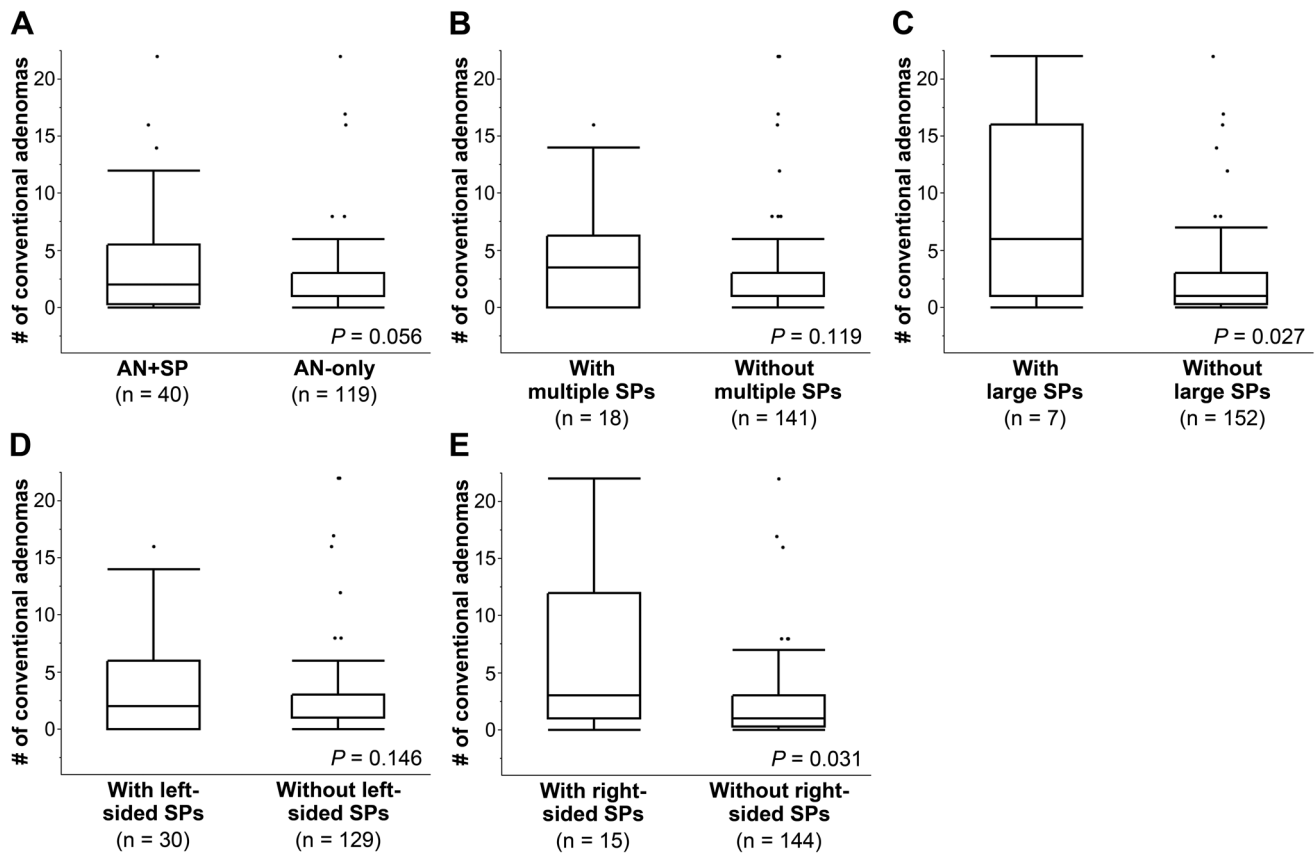 A
# of conventional adenomas
20
15
10
5
0
P = 0.056
AN+SP
(n = 40)
AN-only
(n = 119)
B
# of conventional adenomas
20
15
10
5
0
P = 0.119
With
multiple SPs
(n = 18)
Without
multiple SPs
(n = 141)
C
# of conventional adenomas
20
15
10
5
0
P = 0.027
With
large SPs
(n = 7)
Without
large SPs
(n = 152)
D
# of conventional adenomas
20
15
10
5
0
P = 0.146
With left-
sided SPs
(n = 30)
Without left-
sided SPs
(n = 129)
E
# of conventional adenomas
20
15
10
5
0
P = 0.031
With right-
sided SPs
(n = 15)
Without right-
sided SPs
(n = 144)